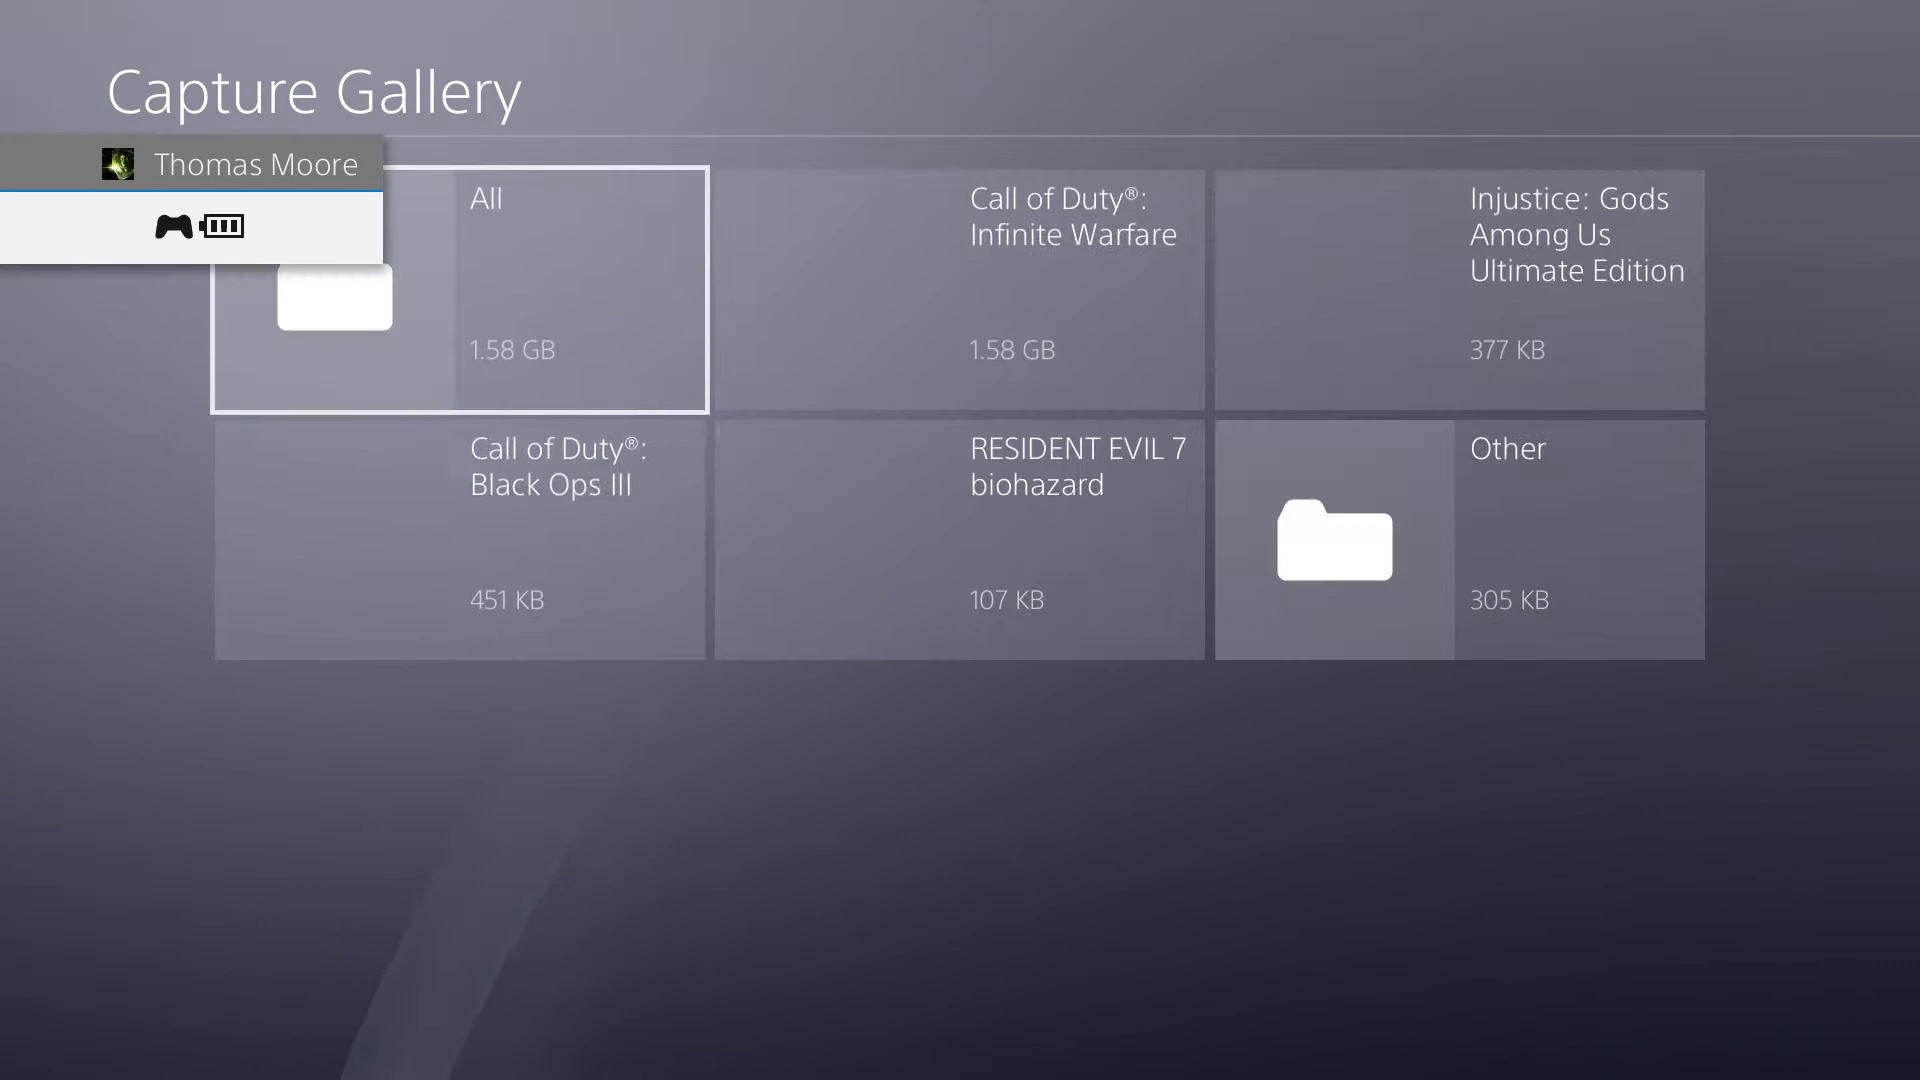 Capture Gallery
Thomas Moore
All
1.58 GB
Call of Duty®:
Infinite Warfare
1.58 GB
Injustice: Gods
Among Us
Ultimate Edition
377 KB
Call of Duty®:
Black Ops III
451 KB
RESIDENT EVIL 7
biohazard
107 KB
Other
305 KB